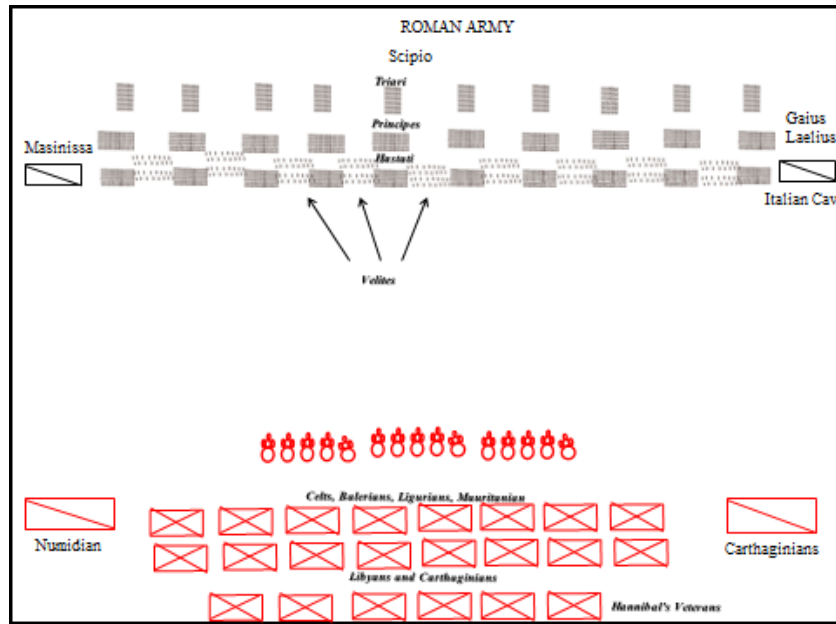 ROMAN ARMY
Scipio
Triari
Principes
Gaius
Laelius
Masinissa
Hastati
Italian Cav
Velites
Celts, Balerians, Ligurians, Mauritanian
Numidian
Carthaginians
Libyans and Carthaginians
Hannibal's Veterans